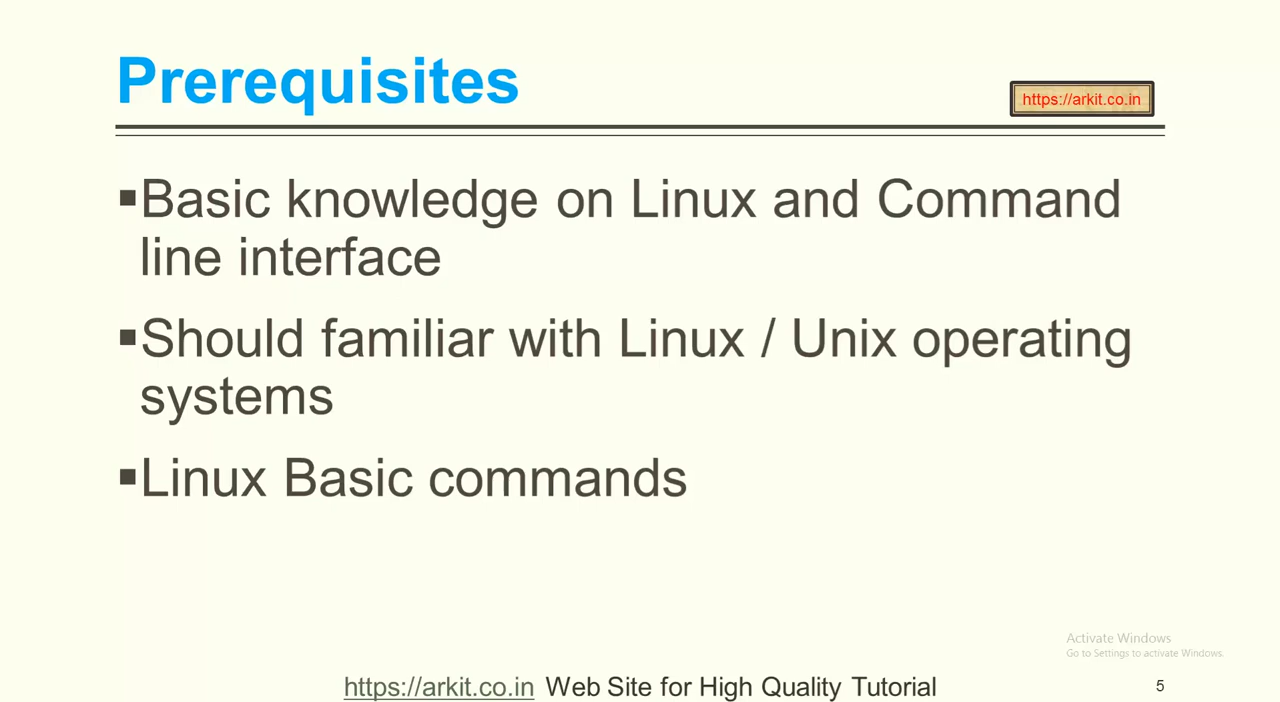 Prerequisites
https://arkit.co.in
▪Basic knowledge on Linux and Command
line interface
▪Should familiar with Linux / Unix operating
systems
▪Linux Basic commands
Activate Windows
Go to Settings to activate Windows.
https://arkit.co.in Web Site for High Quality Tutorial
5